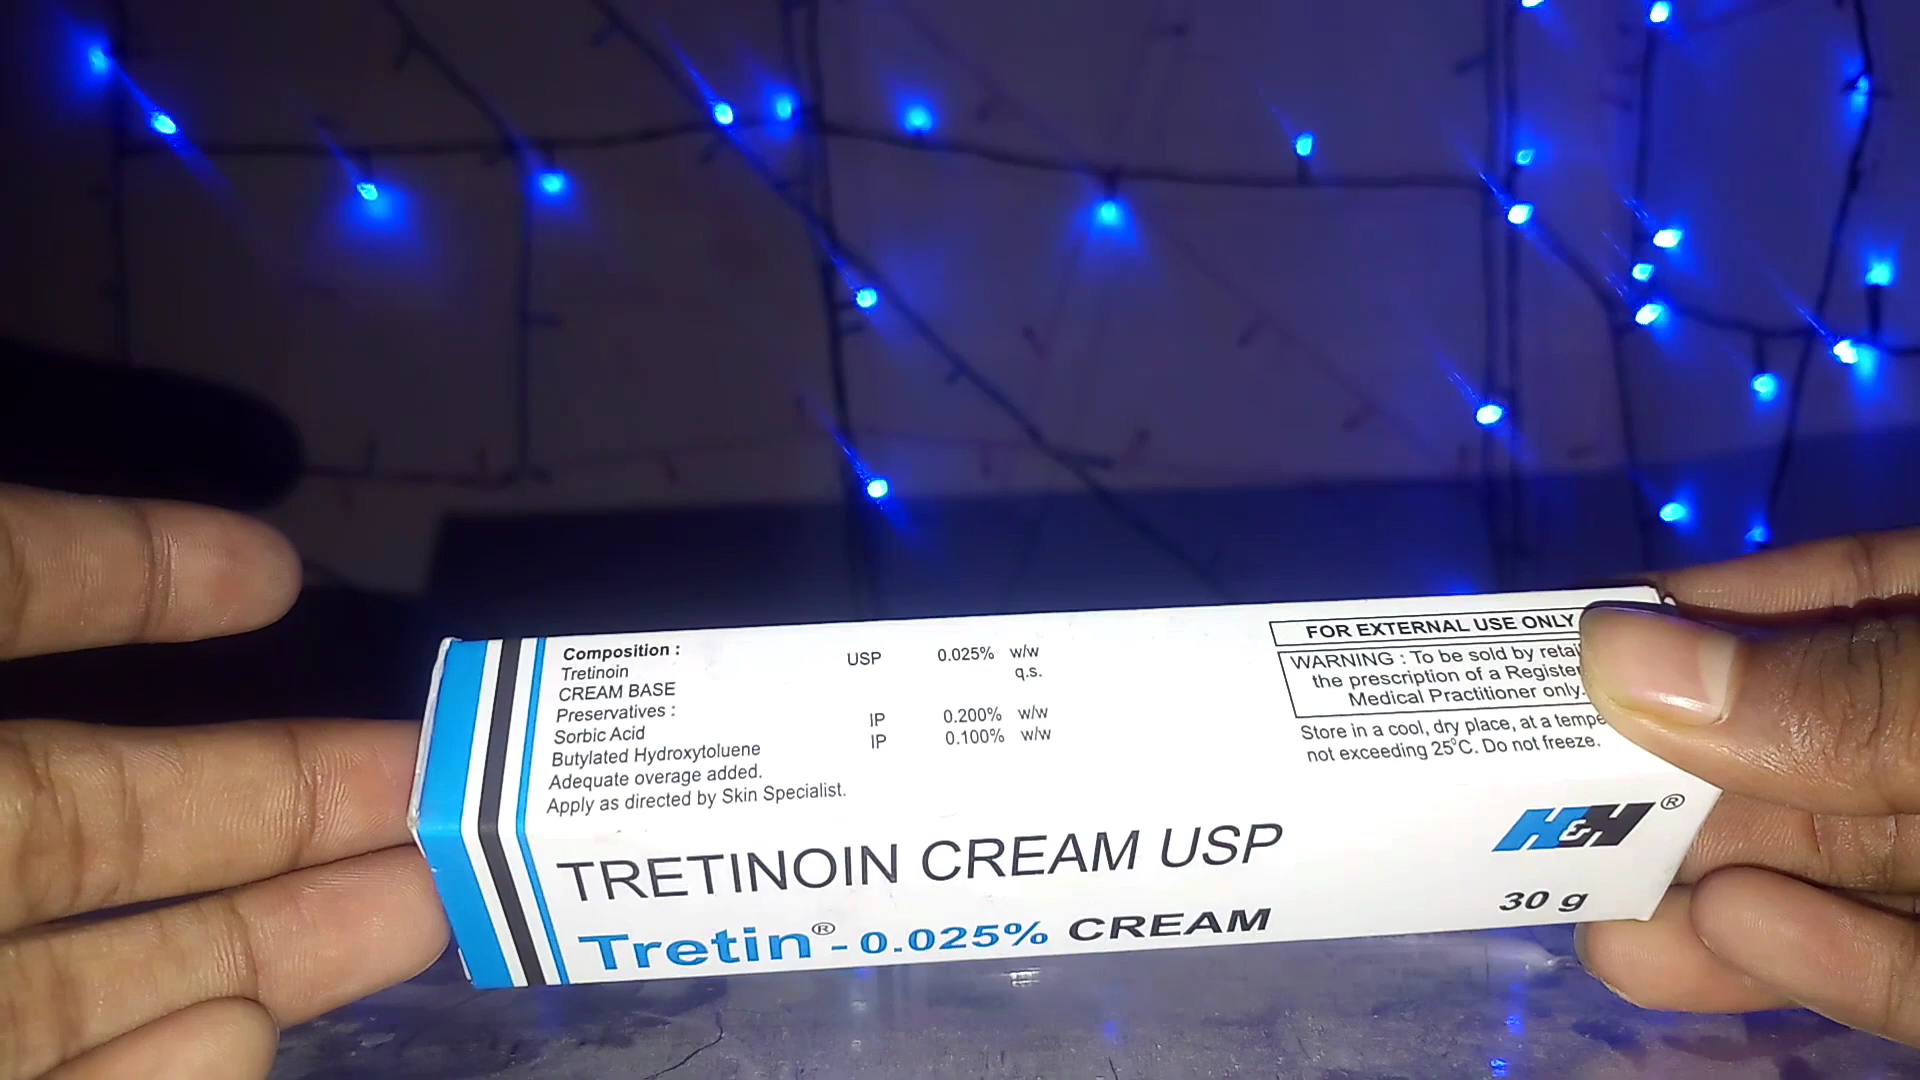 Composition :
Tretinoin USP 0.025% w/w
CREAM BASE q.s.
Preservatives :
Sorbic Acid IP 0.200% w/w
Butylated Hydroxytoluene IP 0.100% w/w
Adequate overage added.
Apply as directed by Skin Specialist.
FOR EXTERNAL USE ONLY
WARNING : To be sold by
the prescription of a
Medical Practitioner only.
Store in a cool, dry place, at a
not exceeding 25°C. Do not freeze.
H&H®
TRETINOIN CREAM USP
Tretin®- 0.025% CREAM
30 g